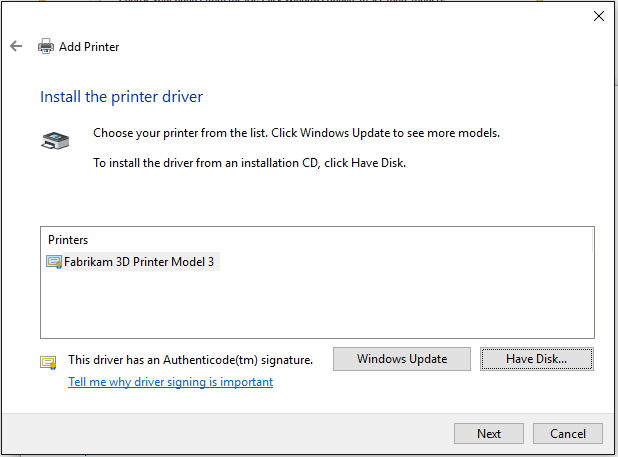 Add Printer
Install the printer driver
Choose your printer from the list. Click Windows Update to see more models.
To install the driver from an installation CD, click Have Disk.
Printers
Fabrikam 3D Printer Model 3
This driver has an Authenticode(tm) signature.
Windows Update
Have Disk...
Tell me why driver signing is important
Next
Cancel